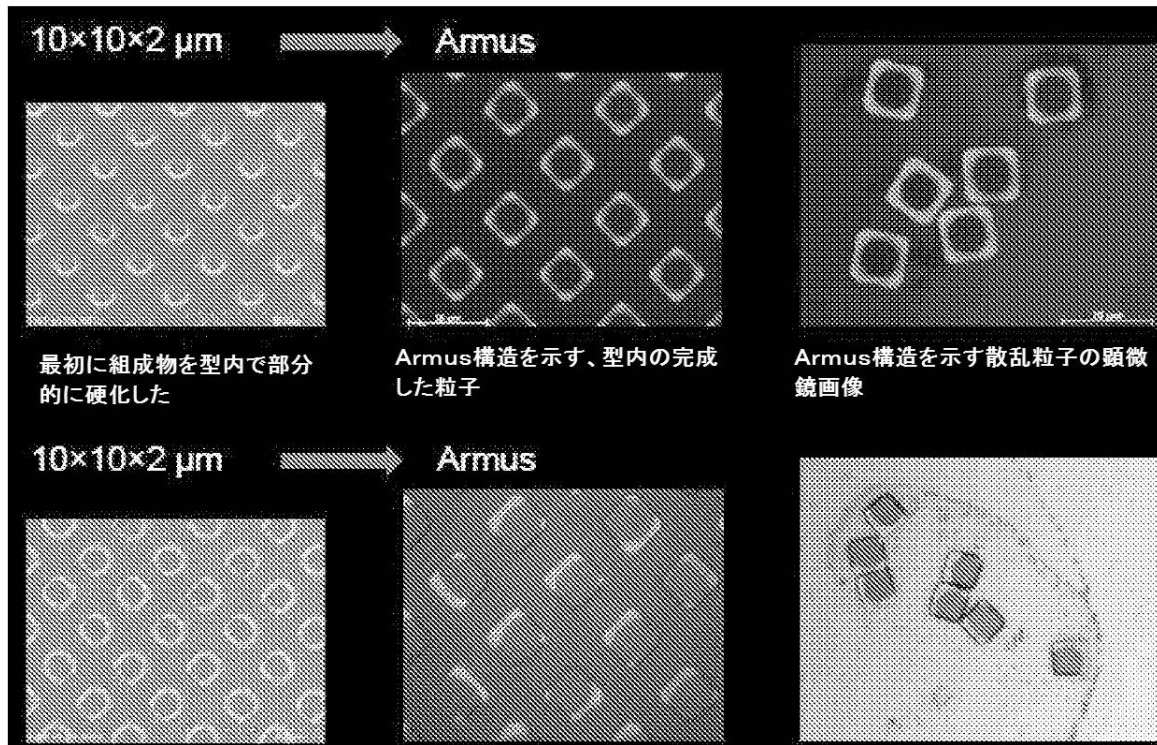 10×10×2 μm
Armus
最初に組成物を型内で部分
的に硬化した
Armus構造を示す、型内の完成
した粒子
Armus構造を示す散乱粒子の顕微
鏡画像
10×10×2 μm
Armus